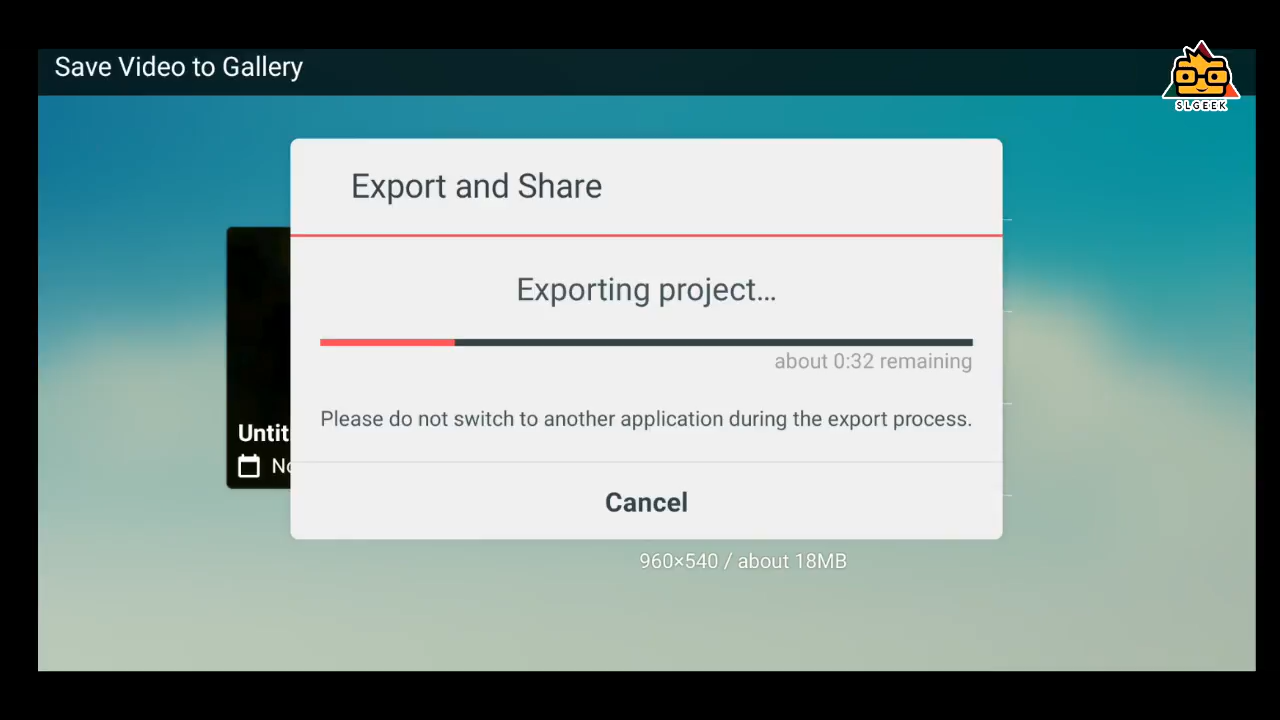 Save Video to Gallery
SLGEEK
Export and Share
Exporting project...
about 0:32 remaining
Please do not switch to another application during the export process.
Untit
No
Cancel
960×540 / about 18MB